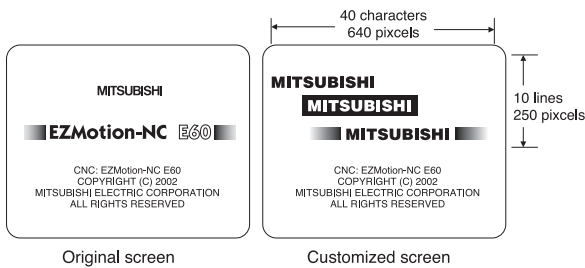 40 characters
640 pixcels
MITSUBISHI
EZMotion-NC E60
CNC: EZMotion-NC E60
COPYRIGHT (C) 2002
MITSUBISHI ELECTRIC CORPORATION
ALL RIGHTS RESERVED
Original screen
MITSUBISHI
MITSUBISHI
MITSUBISHI
10 lines
250 pixcels
CNC: EZMotion-NC E60
COPYRIGHT (C) 2002
MITSUBISHI ELECTRIC CORPORATION
ALL RIGHTS RESERVED
Customized screen